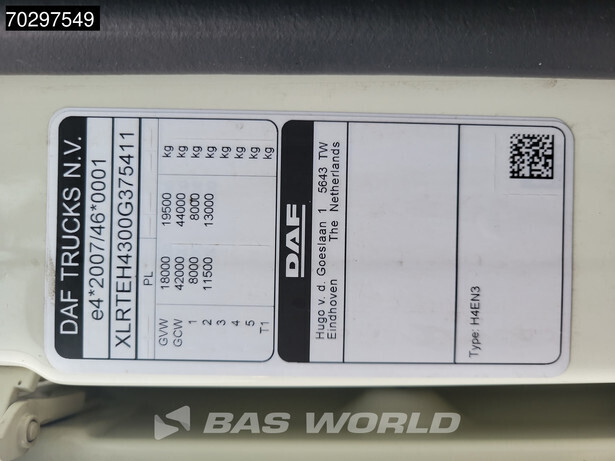 70297549
DAF TRUCKS N.V.
e4*2007/46*0001
XLRTEH4300G375411
PL
GVW 18000 19500 kg
GCW 42000 44000 kg
1 8000 8000 kg
2 11500 13000 kg
3 kg
4 kg
5 kg
T1 kg
DAF
Hugo v. d. Goeslaan 1 5643 TW
Eindhoven The Netherlands
Type: H4EN3
BAS WORLD